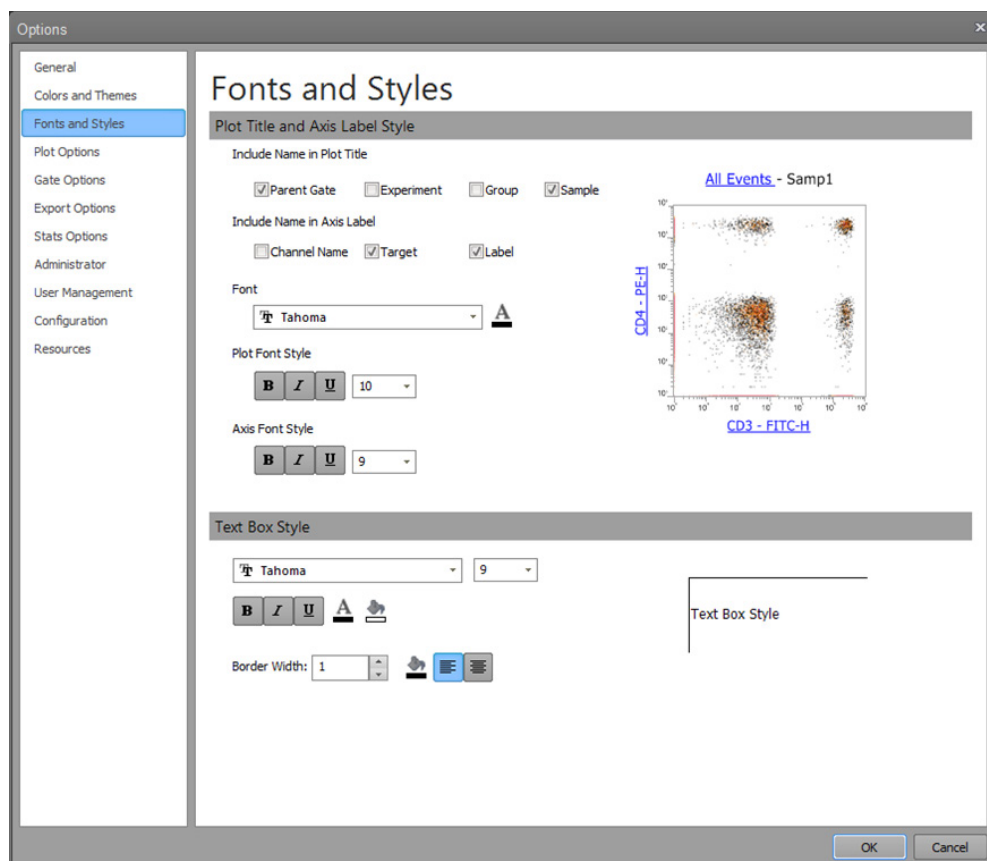 Options
General
Colors and Themes
Fonts and Styles
Plot Options
Gate Options
Export Options
Stats Options
Administrator
User Management
Configuration
Resources
Fonts and Styles
Plot Title and Axis Label Style
Include Name in Plot Title
Parent Gate Experiment Group Sample
Include Name in Axis Label
Channel Name Target Label
Font
Tahoma A
Plot Font Style
B I U 10
Axis Font Style
B I U 9
All Events - Samp1
CD4 - PE-H
CD3 - FITC-H
Text Box Style
Tahoma 9
B I U A
Border Width: 1
Text Box Style
OK Cancel